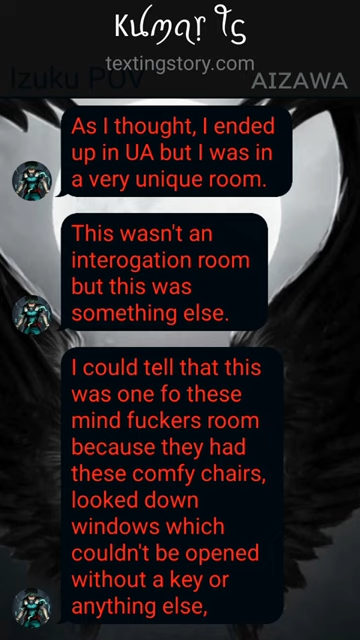 Kumar TS
textingstory.com
Izuku POV
AIZAWA
As I thought, I ended
up in UA but I was in
a very unique room.
This wasn't an
interogation room
but this was
something else.
I could tell that this
was one fo these
mind fuckers room
because they had
these comfy chairs,
looked down
windows which
couldn't be opened
without a key or
anything else,